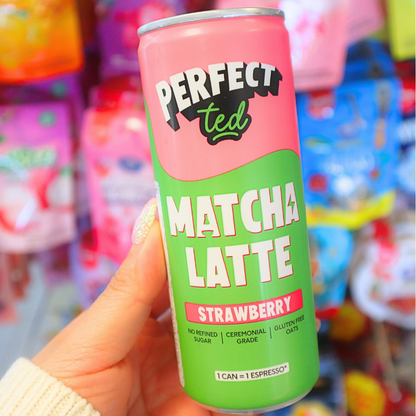 PERFECT
ted
MATCHA
LATTE
STRAWBERRY
NO REFINED SUGAR | CEREMONIAL GRADE | GLUTEN FREE OATS
1 CAN = 1 ESPRESSO*